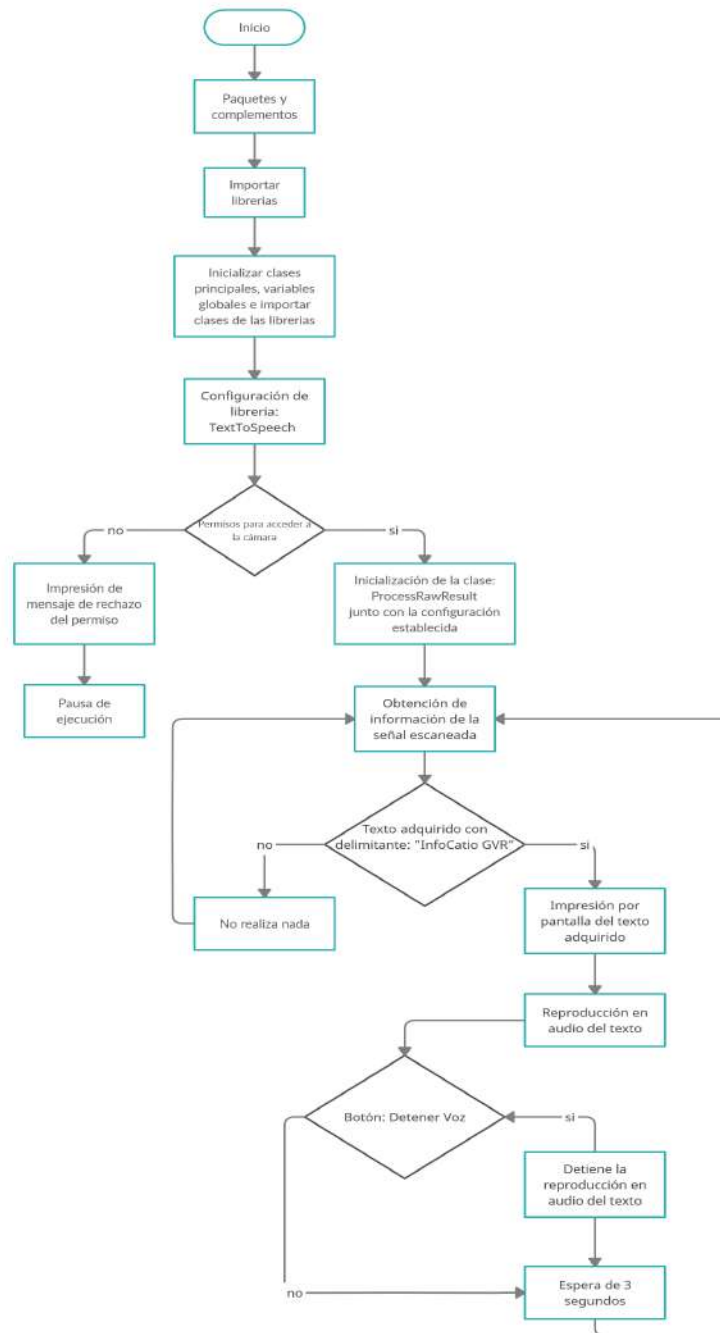 Inicio
Paquetes y
complementos
Importar
librerias
Inicializar clases
principales, variables
globales e importar
clases de las librerias
Configuración de
libreria:
TextToSpeech
Permisos para acceder a
la cámara
no
si
Impresión de
mensaje de rechazo
del permiso
Inicialización de la clase:
ProcessRawResult
junto con la configuración
establecida
Pausa de
ejecución
Obtención de
información de la
señal escaneada
Texto adquirido con
delimitante: "InfoCatio GVR"
no
si
No realiza nada
Impresión por
pantalla del texto
adquirido
Reproducción en
audio del texto
Botón: Detener Voz
si
Detiene la
reproducción en
audio del texto
no
Espera de 3
segundos